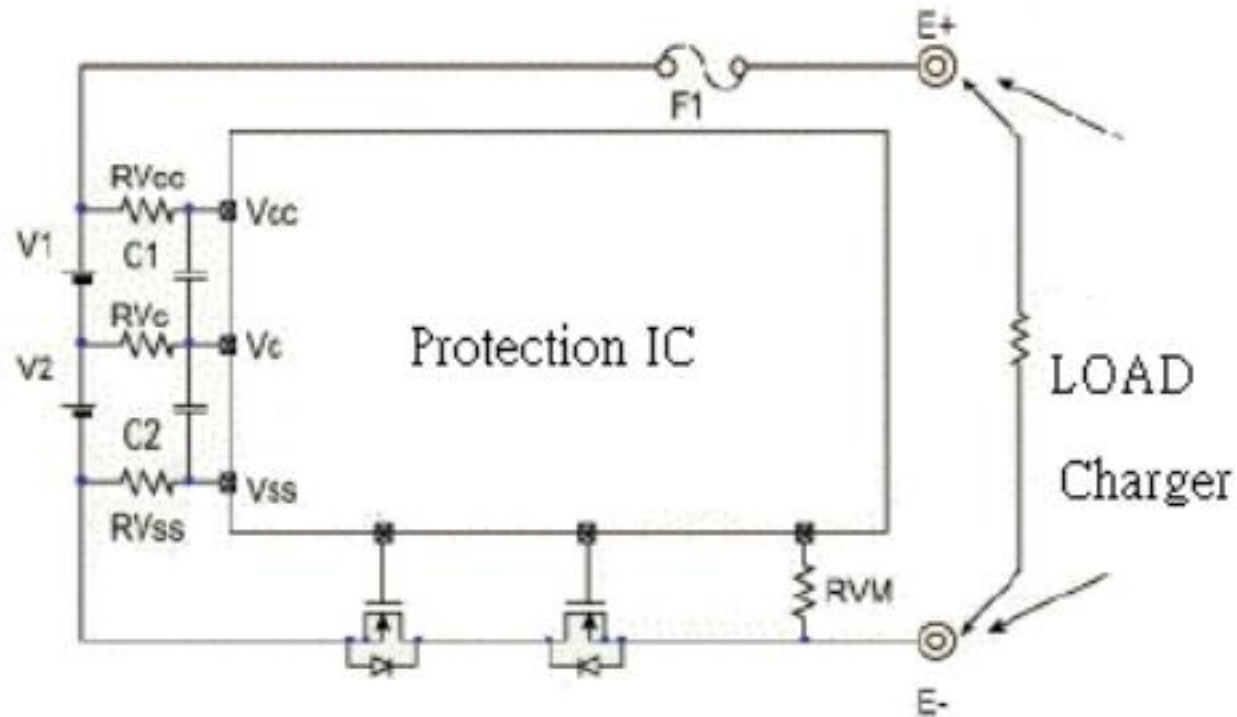 E+
F1
RVcc
Vcc
V1
C1
RVc
Vc
Protection IC
V2
LOAD
C2
Charger
Vss
RVss
RVM
E-